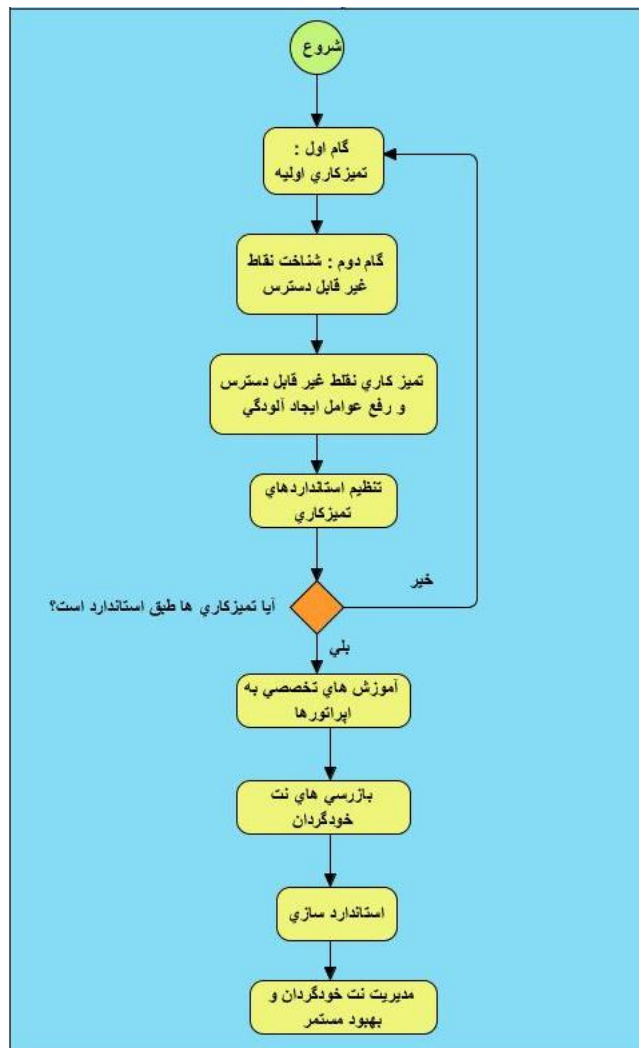 شروع
گام اول :
تميزكاري اوليه
گام دوم : شناخت نقاط
غير قابل دسترس
تميز كاري نقلط غير قابل دسترس
و رفع عوامل ايجاد آلودگي
تنظيم استانداردهاي
تميزكاري
آيا تميزكاري ها طبق استاندارد است؟
خير
بلي
آموزش هاي تخصصي به
اپراتورها
بازرسي هاي نت
خودگردان
استاندارد سازي
مديريت نت خودگردان و
بهبود مستمر